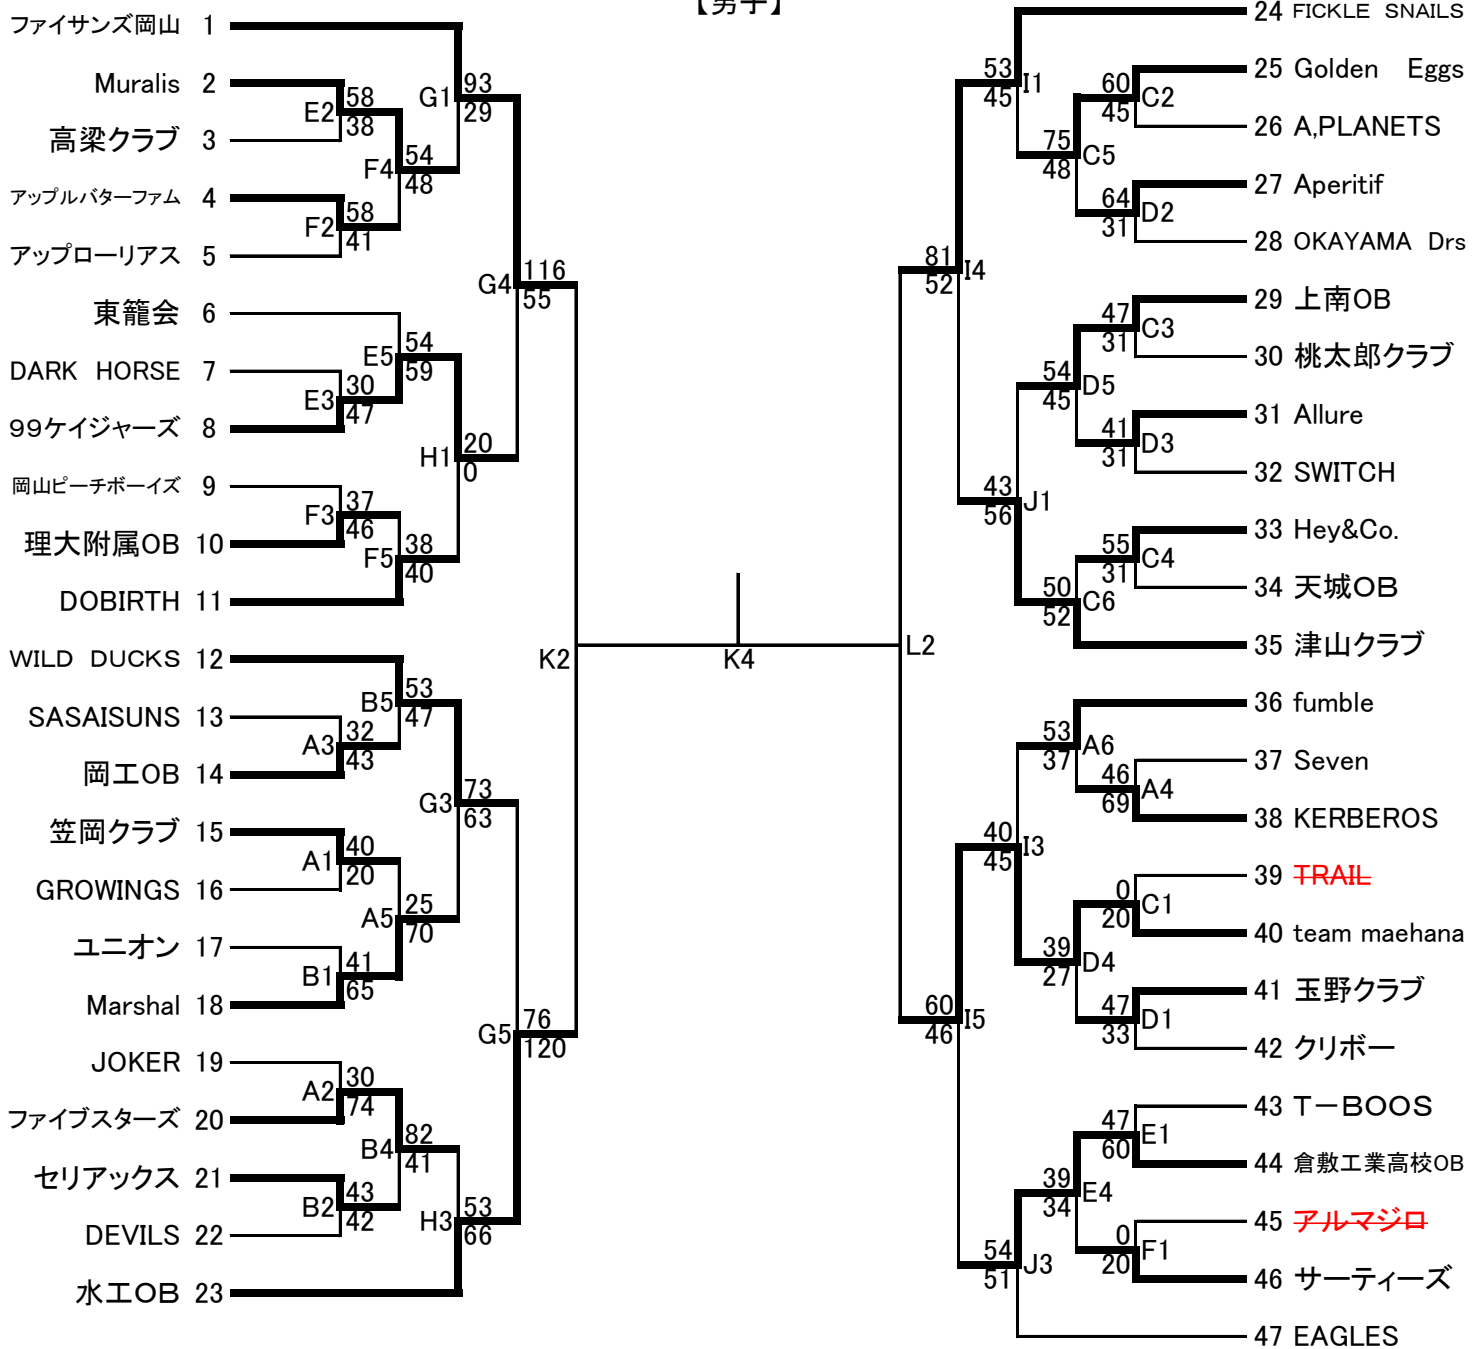 【男子】
ファイサンズ岡山 1
Muralis 2
高梁クラブ 3
アップルバターファム 4
アップローリアス 5
東籠会 6
DARK HORSE 7
99ケイジャーズ 8
岡山ピーチボーイズ 9
理大附属OB 10
DOBIRTH 11
WILD DUCKS 12
SASAISUNS 13
岡工OB 14
笠岡クラブ 15
GROWINGS 16
ユニオン 17
Marshal 18
JOKER 19
ファイブスターズ 20
セリアックス 21
DEVILS 22
水工OB 23
E2 58 38
F2 58 41
E3 30 47
F3 37 46
A3 32 43
A1 40 20
B1 41 65
A2 30 74
B2 43 42
F4 54 48
E5 54 59
F5 38 40
B5 53 47
A5 25 70
B4 82 41
G1 93 29
H1 20 0
G3 73 63
H3 53 66
G4 116 55
G5 76 120
K2
K4
L2
81 52 I4
60 46 I5
53 45 I1
43 56 J1
40 45 I3
54 51 J3
75 48 C5
54 45 D5
50 52 C6
53 37 A6
39 27 D4
39 34 E4
60 45 C2
64 31 D2
47 31 C3
41 31 D3
55 31 C4
46 69 A4
0 20 C1
47 33 D1
47 60 E1
0 20 F1
24 FICKLE SNAILS
25 Golden Eggs
26 A,PLANETS
27 Aperitif
28 OKAYAMA Drs
29 上南OB
30 桃太郎クラブ
31 Allure
32 SWITCH
33 Hey&Co.
34 天城OB
35 津山クラブ
36 fumble
37 Seven
38 KERBEROS
39 TRAIL
40 team maehana
41 玉野クラブ
42 クリボー
43 T－BOOS
44 倉敷工業高校OB
45 アルマジロ
46 サーティーズ
47 EAGLES